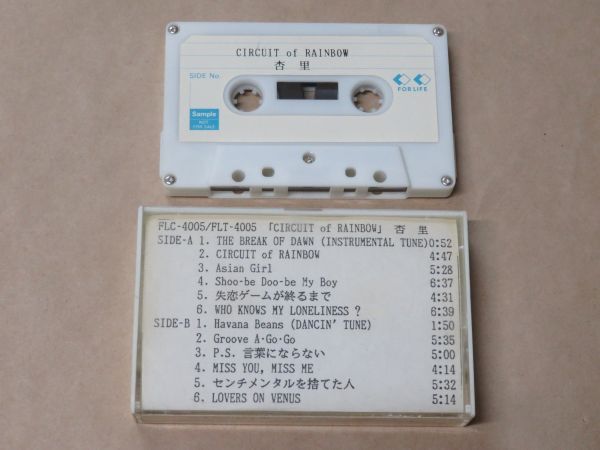 CIRCUIT of RAINBOW
杏 里
SIDE No.
FOR LIFE
Sample
NOT
FOR SALE
FLC-4005/FLT-4005 「CIRCUIT of RAINBOW」 杏 里
SIDE-A 1. THE BREAK OF DAWN (INSTRUMENTAL TUNE)0:52
2. CIRCUIT of RAINBOW 4:47
3. Asian Girl 5:28
4. Shoo-be Doo-be My Boy 6:37
5. 失恋ゲームが終るまで 4:31
6. WHO KNOWS MY LONELINESS ? 6:39
SIDE-B 1. Havana Beans (DANCIN' TUNE) 1:50
2. Groove A·Go·Go 5:35
3. P.S. 言葉にならない 5:00
4. MISS YOU, MISS ME 4:14
5. センチメンタルを捨てた人 5:32
6. LOVERS ON VENUS 5:14